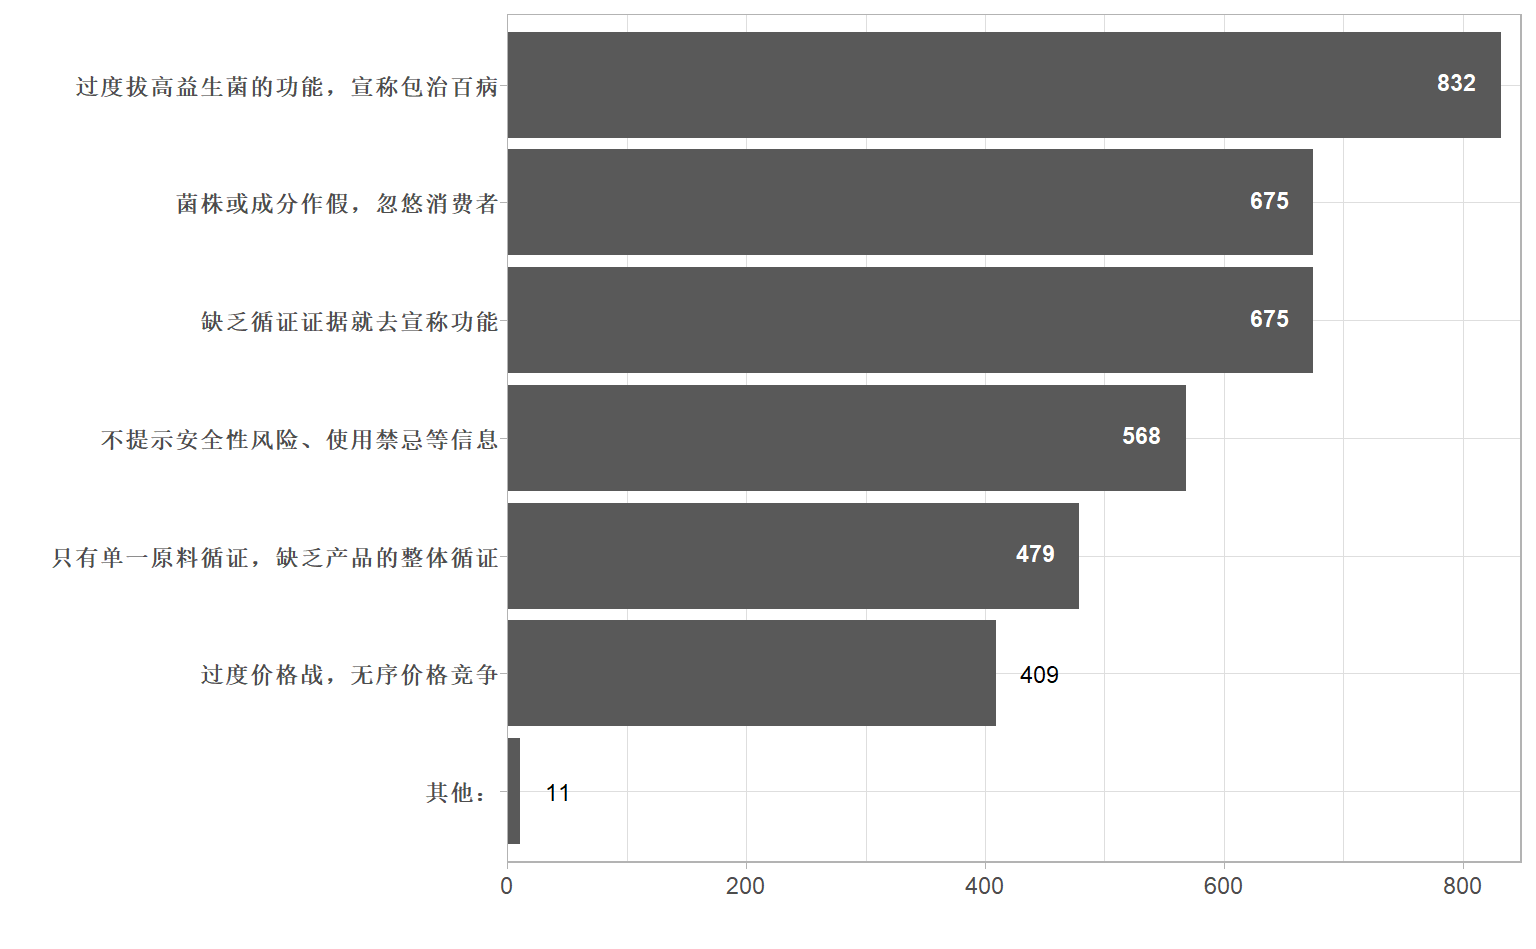 过度拔高益生菌的功能，宣称包治百病
832
菌株或成分作假，忽悠消费者
675
缺乏循证证据就去宣称功能
675
不提示安全性风险、使用禁忌等信息
568
只有单一原料循证，缺乏产品的整体循证
479
过度价格战，无序价格竞争
409
其他：
11
0 200 400 600 800